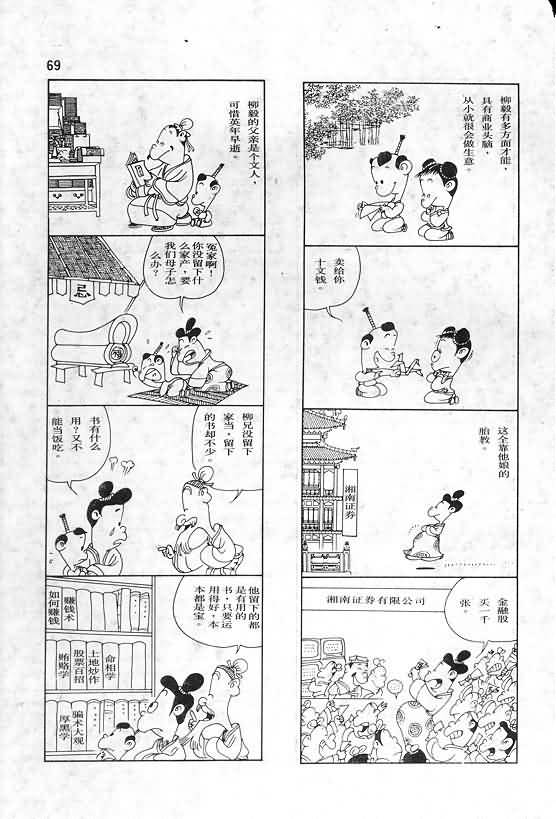 69
柳毅有多方面才能，
具有商业头脑，
从小就很会做生意。
卖给你
十文钱。
这全靠他娘的
胎教。
湘南证券
湘南证券有限公司
金融股
买一千
张。
柳毅的父亲是个文人，
可惜英年早逝。
冤家啊！
你没留下什
么家产，要
我们母子怎
么办？
忌
柳兄没留下
家当，留下
的书却不少。
书有什么
用？又不
能当饭吃。
他留下的都
是有用的
书，只要运
用得好，本
本都是宝。
赚钱术
如何赚钱
命相学
土地炒作
股票百招
贿赂学
骗术大观
厚黑学